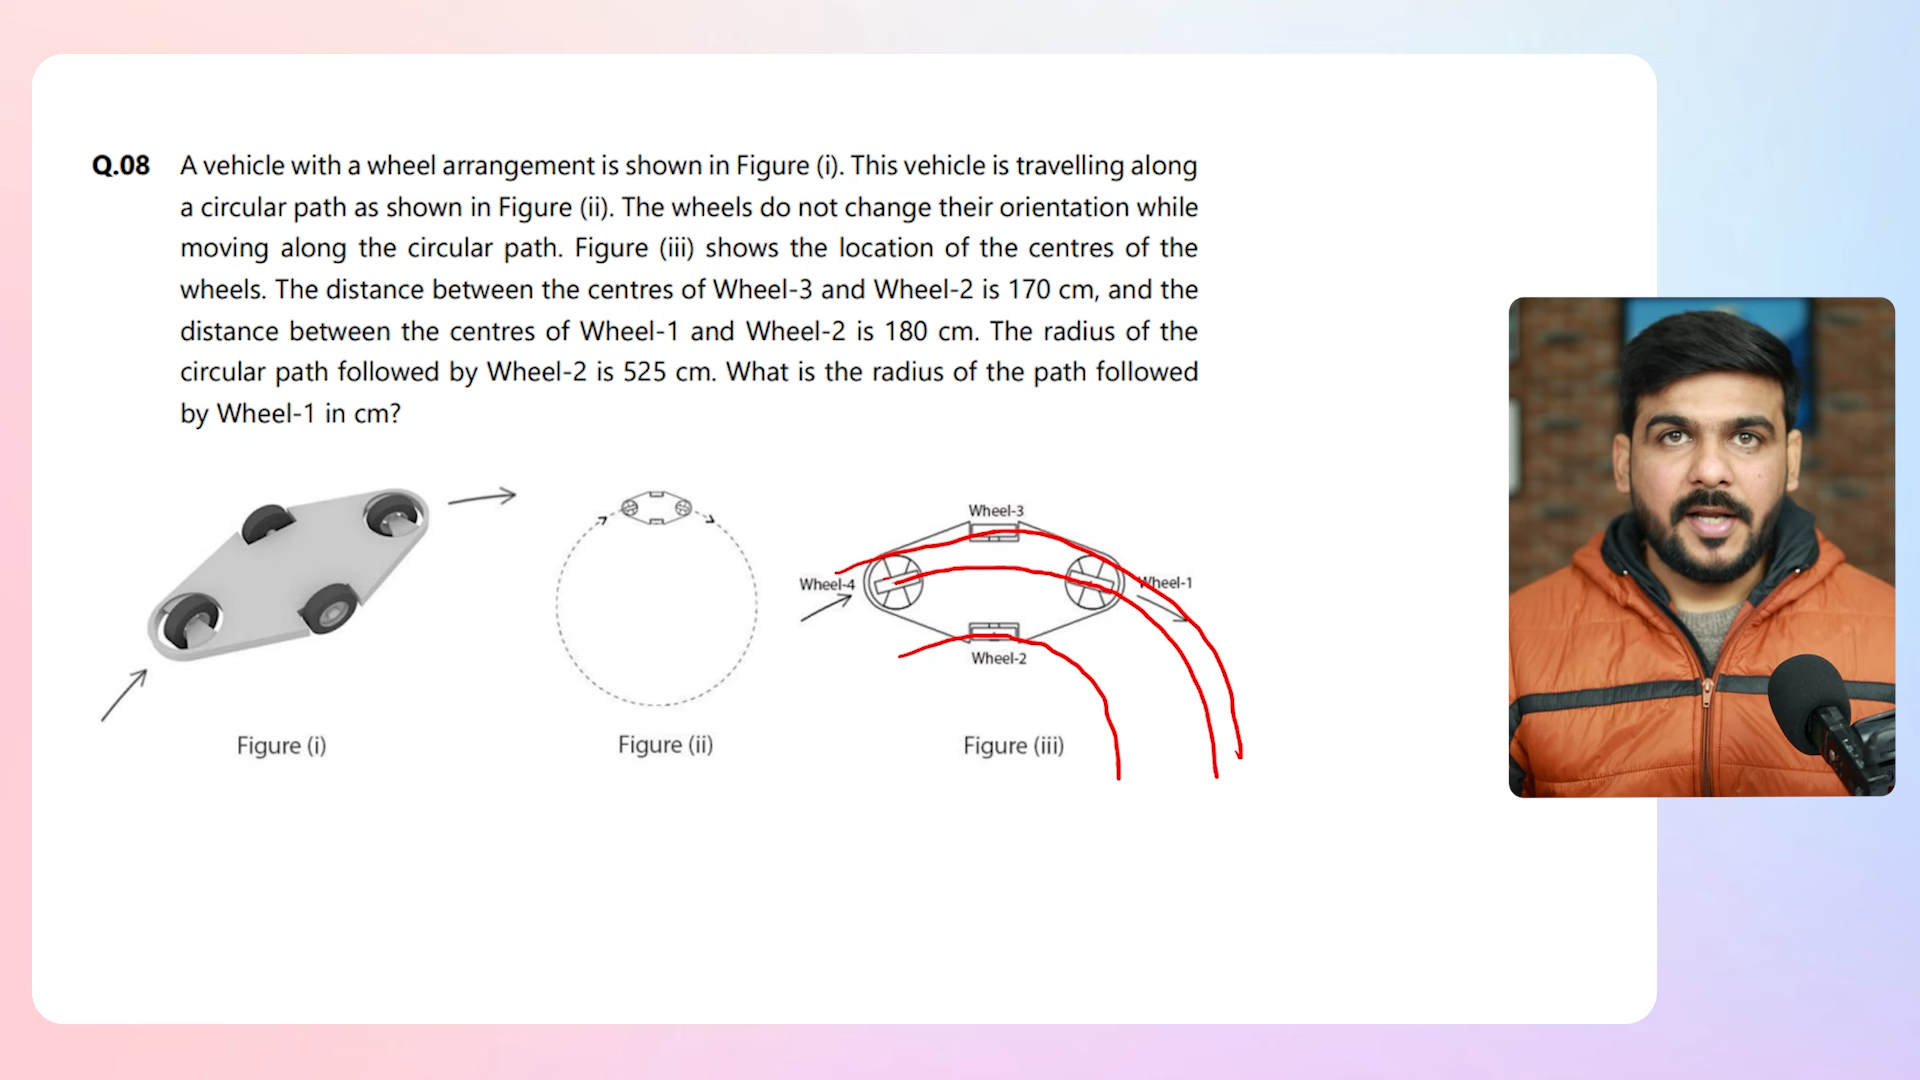 Q.08 A vehicle with a wheel arrangement is shown in Figure (i). This vehicle is travelling along
a circular path as shown in Figure (ii). The wheels do not change their orientation while
moving along the circular path. Figure (iii) shows the location of the centres of the
wheels. The distance between the centres of Wheel-3 and Wheel-2 is 170 cm, and the
distance between the centres of Wheel-1 and Wheel-2 is 180 cm. The radius of the
circular path followed by Wheel-2 is 525 cm. What is the radius of the path followed
by Wheel-1 in cm?
Wheel-3
Wheel-4
Wheel-1
Wheel-2
Figure (i)
Figure (ii)
Figure (iii)